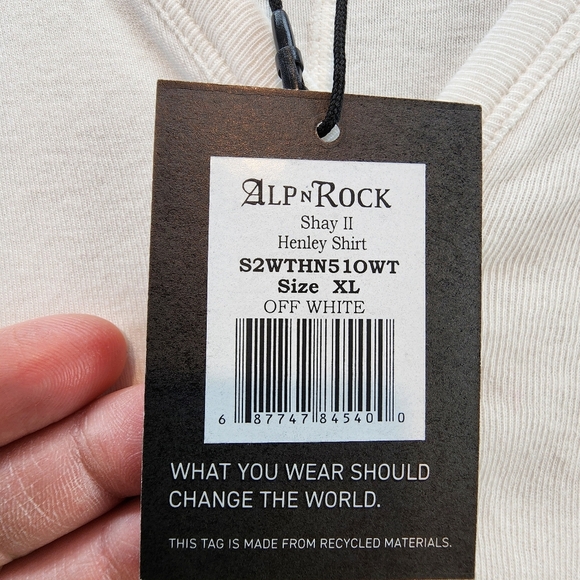 ALPNROCK
Shay II
Henley Shirt
S2WTHN51OWT
Size XL
OFF WHITE
6 87747 84540 0
WHAT YOU WEAR SHOULD
CHANGE THE WORLD.
THIS TAG IS MADE FROM RECYCLED MATERIALS.